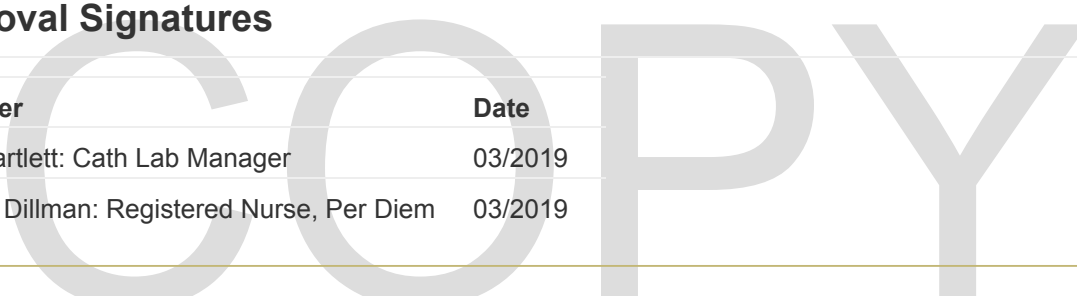 oval Signatures
er Date
artlett: Cath Lab Manager 03/2019
Dillman: Registered Nurse, Per Diem 03/2019
COPY